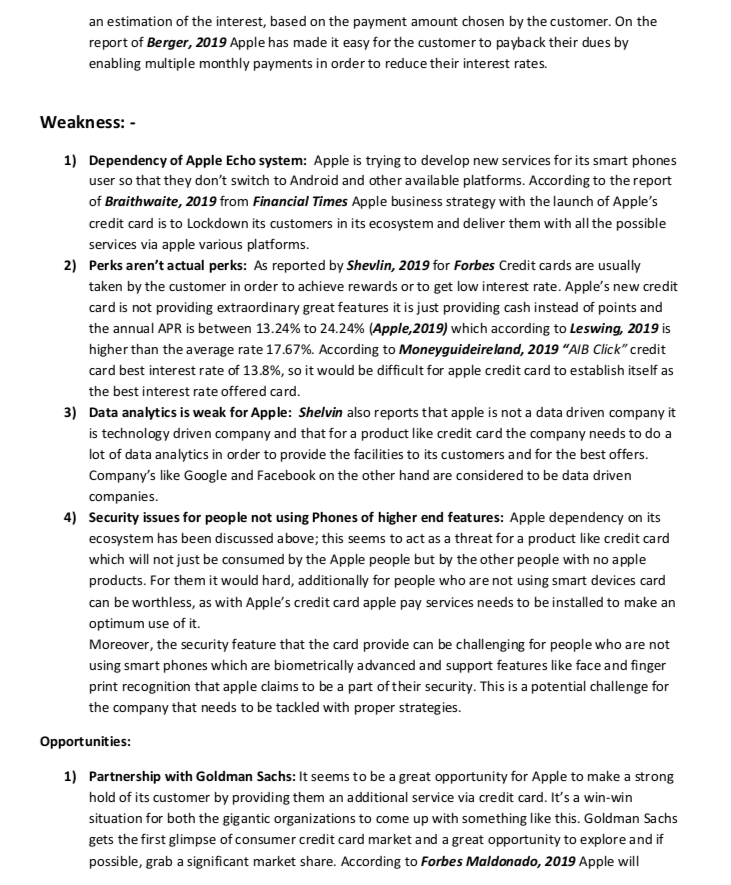 an estimation of the interest, based on the payment amount chosen by the customer. On the
report of Berger, 2019 Apple has made it easy for the customer to payback their dues by
enabling multiple monthly payments in order to reduce their interest rates.
Weakness: -
1) Dependency of Apple Echo system: Apple is trying to develop new services for its smart phones
user so that they don't switch to Android and other available platforms. According to the report
of Braithwaite, 2019 from Financial Times Apple business strategy with the launch of Apple's
credit card is to Lockdown its customers in its ecosystem and deliver them with all the possible
services via apple various platforms.
2) Perks aren't actual perks: As reported by Shevlin, 2019 for Forbes Credit cards are usually
taken by the customer in order to achieve rewards or to get low interest rate. Apple's new credit
card is not providing extraordinary great features it is just providing cash instead of points and
the annual APR is between 13.24% to 24.24% (Apple,2019) which according to Leswing, 2019 is
higher than the average rate 17.67%. According to Moneyguideireland, 2019 "AIB Click" credit
card best interest rate of 13.8%, so it would be difficult for apple credit card to establish itself as
the best interest rate offered card.
3) Data analytics is weak for Apple: Shelvin also reports that apple is not a data driven company it
is technology driven company and that for a product like credit card the company needs to do a
lot of data analytics in order to provide the facilities to its customers and for the best offers.
Company's like Google and Facebook on the other hand are considered to be data driven
companies.
4) Security issues for people not using Phones of higher end features: Apple dependency on its
ecosystem has been discussed above; this seems to act as a threat for a product like credit card
which will not just be consumed by the Apple people but by the other people with no apple
products. For them it would hard, additionally for people who are not using smart devices card
can be worthless, as with Apple's credit card apple pay services needs to be installed to make an
optimum use of it.
Moreover, the security feature that the card provide can be challenging for people who are not
using smart phones which are biometrically advanced and support features like face and finger
print recognition that apple claims to be a part of their security. This is a potential challenge for
the company that needs to be tackled with proper strategies.
Opportunities:
1) Partnership with Goldman Sachs: It seems to be a great opportunity for Apple to make a strong
hold of its customer by providing them an additional service via credit card. It's a win-win
situation for both the gigantic organizations to come up with something like this. Goldman Sachs
gets the first glimpse of consumer credit card market and a great opportunity to explore and if
possible, grab a significant market share. According to Forbes Maldonado, 2019 Apple will